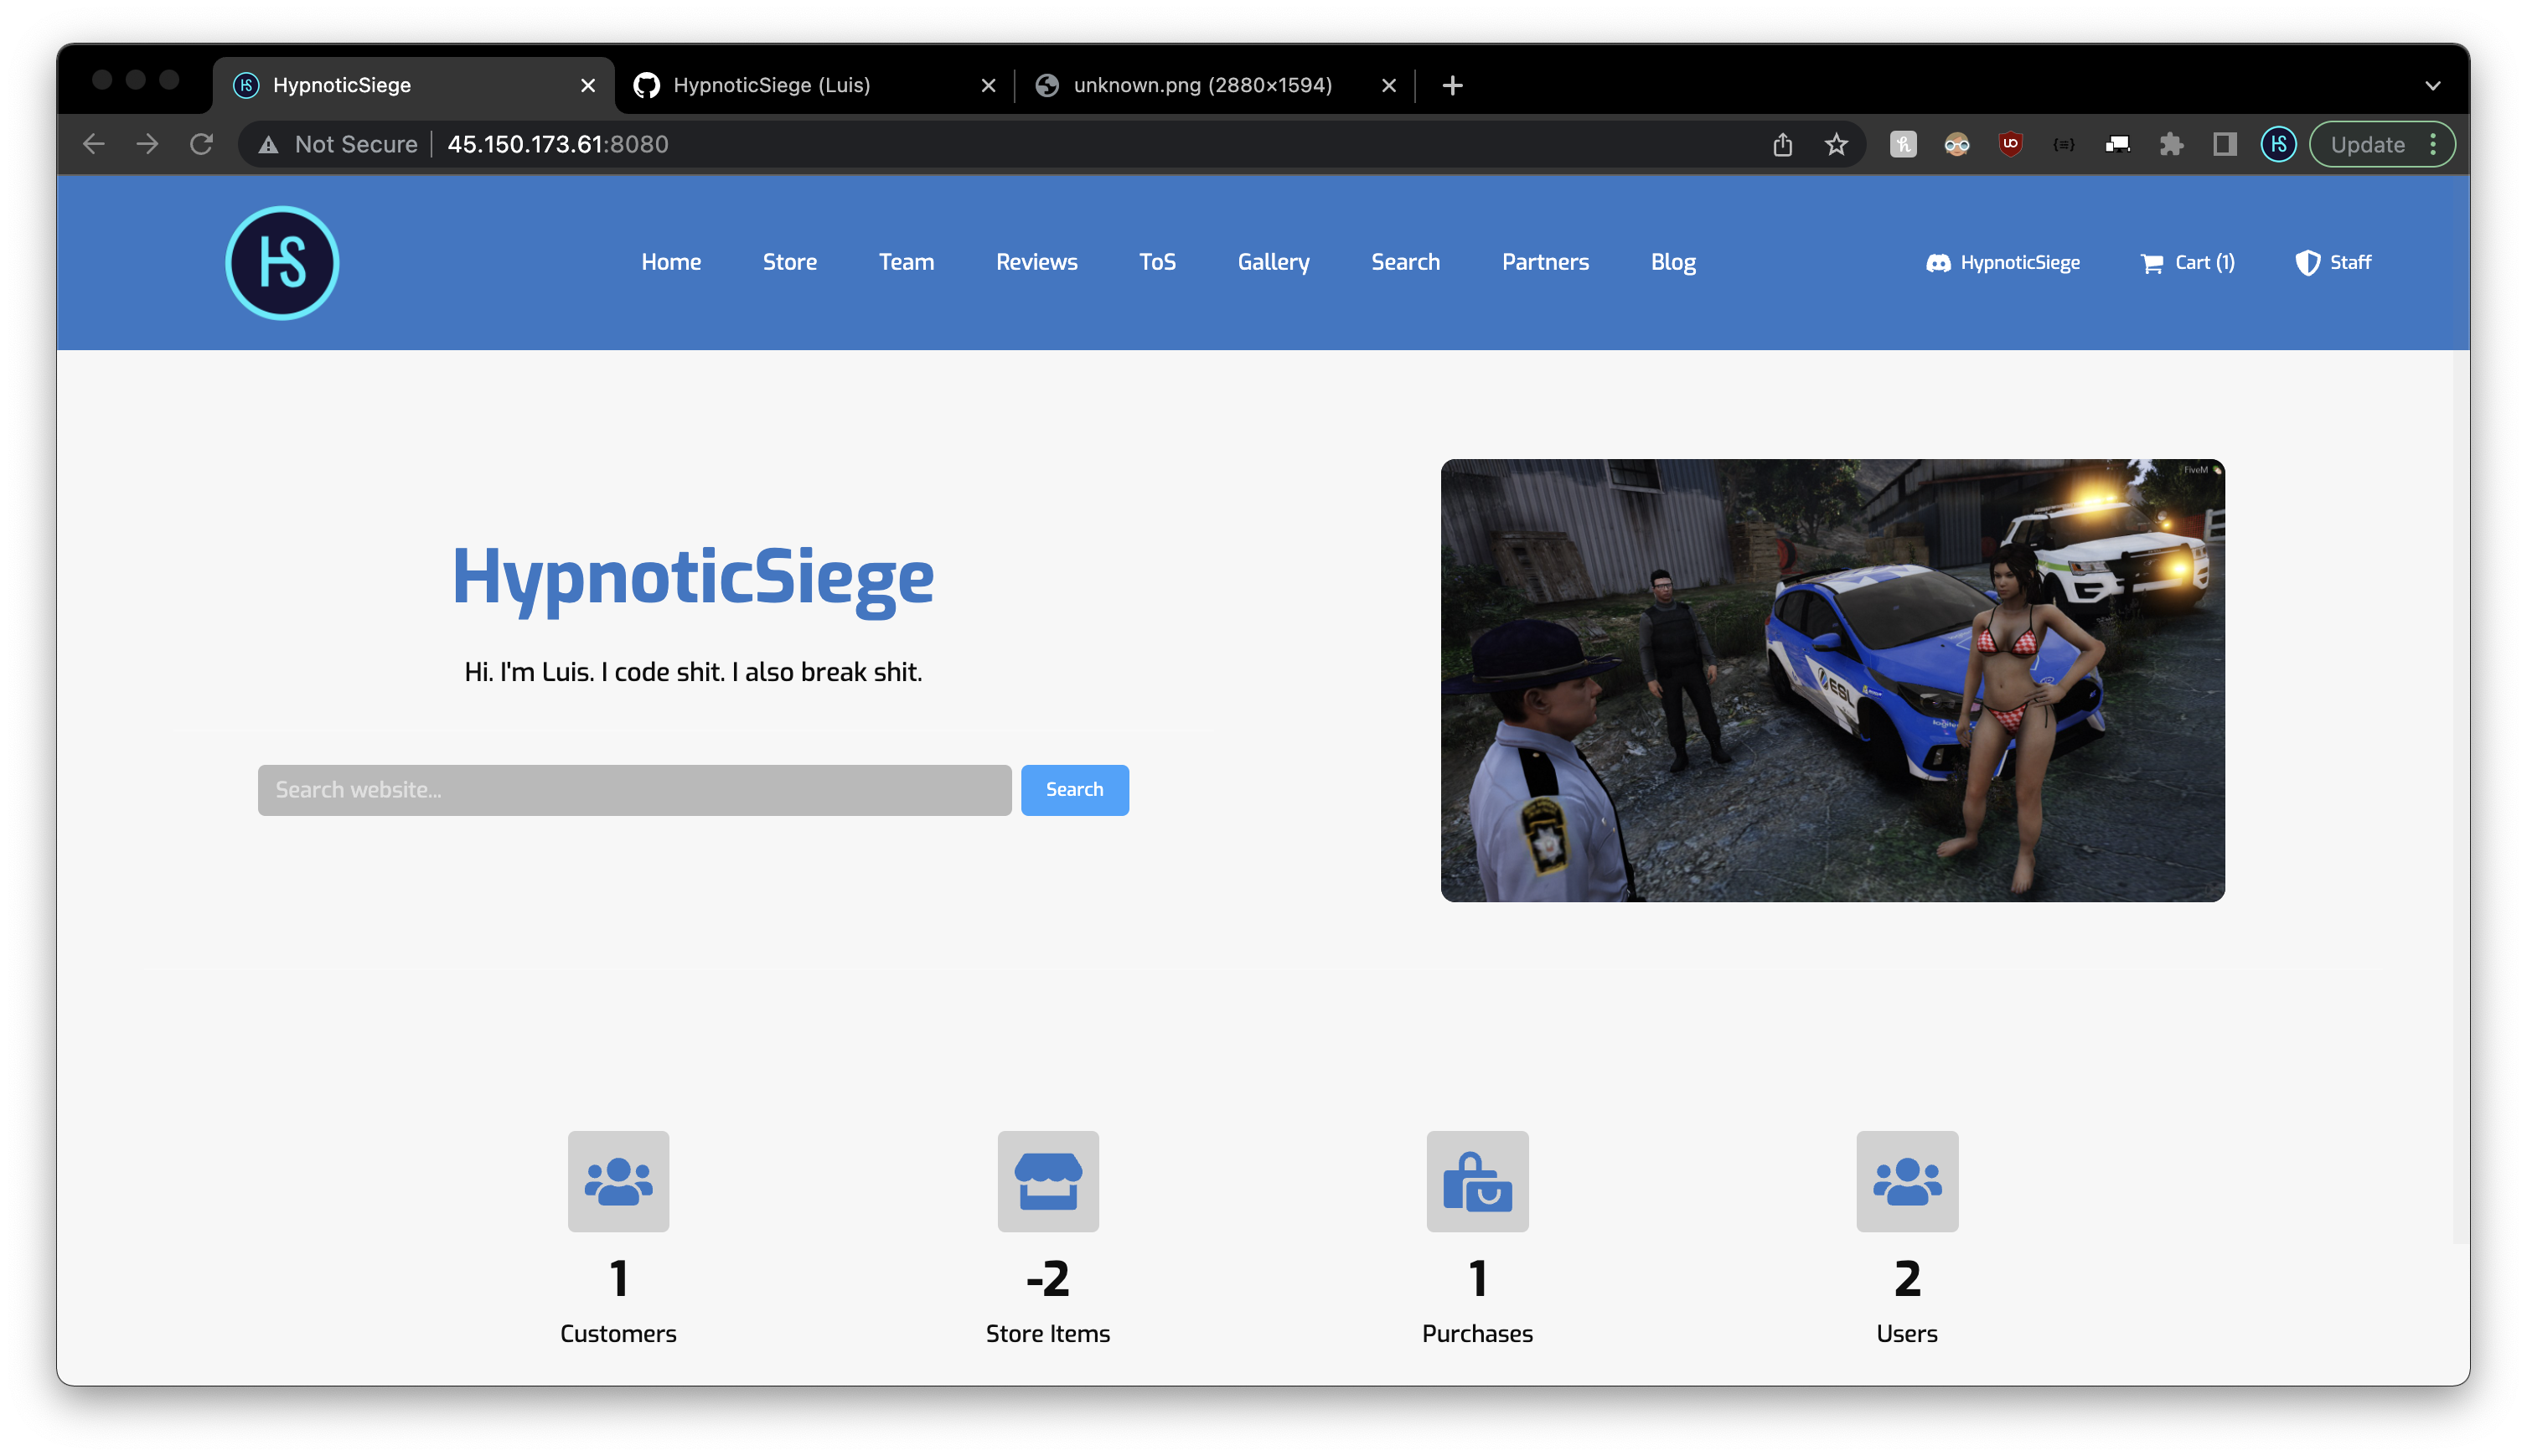 HypnoticSiege
HypnoticSiege (Luis)
unknown.png (2880×1594)
Not Secure
45.150.173.61:8080
Update
HS
Home
Store
Team
Reviews
ToS
Gallery
Search
Partners
Blog
HypnoticSiege
Cart (1)
Staff
HypnoticSiege
Hi. I'm Luis. I code shit. I also break shit.
Search website...
Search
FiveM
ESL
1
Customers
-2
Store Items
1
Purchases
2
Users